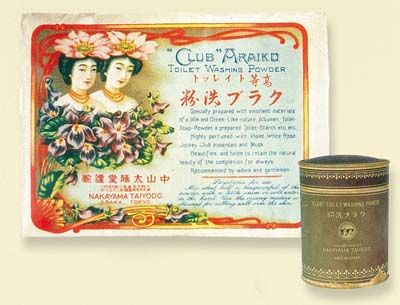 "CLUB" ARAIKO
TOILET WASHING POWDER
高等トイレット
粉洗ブラク
Specially prepared with excellent materials
of a Milk and Cream-Like nature, Albumen, Toilet-
Soap-Powder, a prepared Toilet-Starch etc. etc.
Highly perfumed with Violet, White Rose
Jockey Club essences and Musk.
Beautifies, and helps to retain the natural
beauty of the complexion for always.
Recommended by ladies and gentlemen.
Directions for use
中山太陽堂謹製
NAKAYAMA TAIYODO.
OSAKA, TOKYO.
"CLUB" TOILET WASHING POWDER
粉洗ブラク
NAKAYAMA TAIYODO